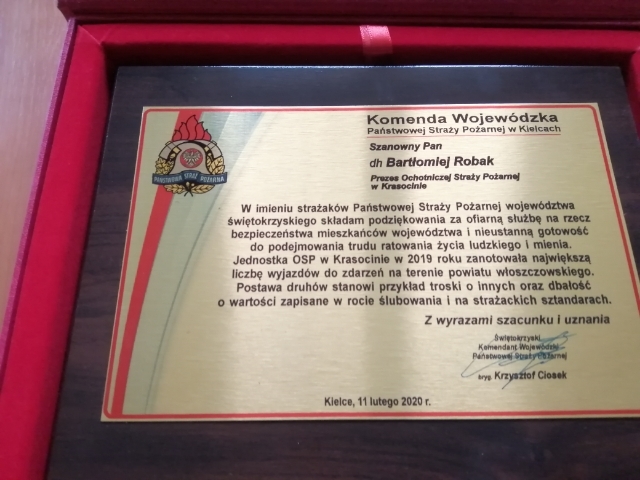 Komenda Wojewódzka
Państwowej Straży Pożarnej w Kielcach
Szanowny Pan
dh Bartłomiej Robak
Prezes Ochotniczej Straży Pożarnej
w Krasocinie
PAŃSTWOWA STRAŻ POŻARNA
W imieniu strażaków Państwowej Straży Pożarnej województwa
świętokrzyskiego składam podziękowania za ofiarną służbę na rzecz
bezpieczeństwa mieszkańców województwa i nieustanną gotowość
do podejmowania trudu ratowania życia ludzkiego i mienia.
Jednostka OSP w Krasocinie w 2019 roku zanotowała największą
liczbę wyjazdów do zdarzeń na terenie powiatu włoszczowskiego.
Postawa druhów stanowi przykład troski o innych oraz dbałość
o wartości zapisane w rocie ślubowania i na strażackich sztandarach.
Z wyrazami szacunku i uznania
Świętokrzyski
Komendant Wojewódzki
Państwowej Straży Pożarnej
bryg. Krzysztof Ciosek
Kielce, 11 lutego 2020 r.